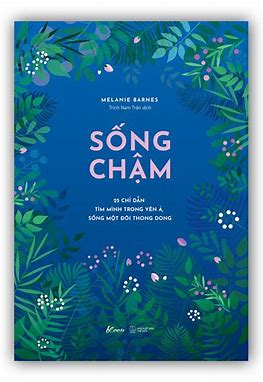 MELANIE BARNES
Trịnh Nam Trân dịch
SỐNG
CHẬM
25 CHỈ DẪN
TÌM MÌNH TRONG YÊN Ả,
SỐNG MỘT ĐỜI THONG DONG